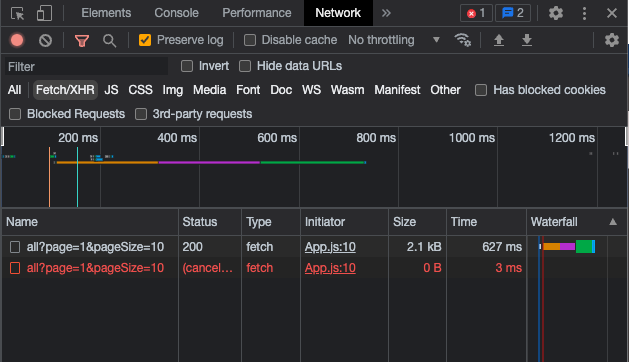 Elements Console Performance Network » 1 2
Preserve log Disable cache No throttling
Filter Invert Hide data URLs
All Fetch/XHR JS CSS Img Media Font Doc WS Wasm Manifest Other Has blocked cookies
Blocked Requests 3rd-party requests
200 ms 400 ms 600 ms 800 ms 1000 ms 1200 ms
Name Status Type Initiator Size Time Waterfall
all?page=1&pageSize=10 200 fetch App.js:10 2.1 kB 627 ms
all?page=1&pageSize=10 (cancel... fetch App.js:10 0 B 3 ms